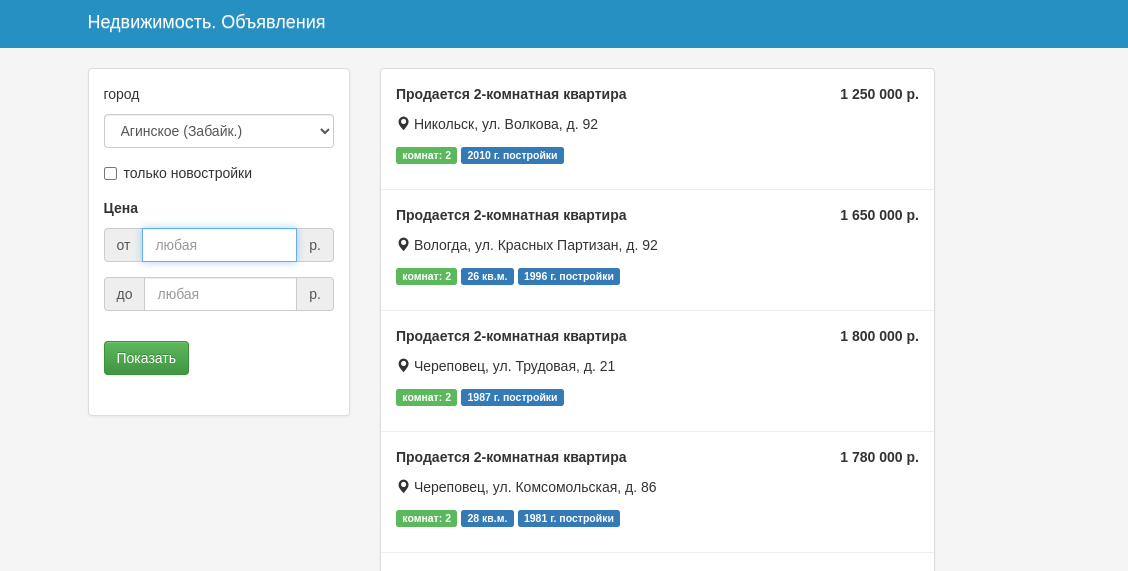 Недвижимость. Объявления
город
Агинское (Забайк.)
только новостройки
Цена
от любая р.
до любая р.
Показать
Продается 2-комнатная квартира 1 250 000 р.
Никольск, ул. Волкова, д. 92
комнат: 2 2010 г. постройки
Продается 2-комнатная квартира 1 650 000 р.
Вологда, ул. Красных Партизан, д. 92
комнат: 2 26 кв.м. 1996 г. постройки
Продается 2-комнатная квартира 1 800 000 р.
Череповец, ул. Трудовая, д. 21
комнат: 2 1987 г. постройки
Продается 2-комнатная квартира 1 780 000 р.
Череповец, ул. Комсомольская, д. 86
комнат: 2 28 кв.м. 1981 г. постройки